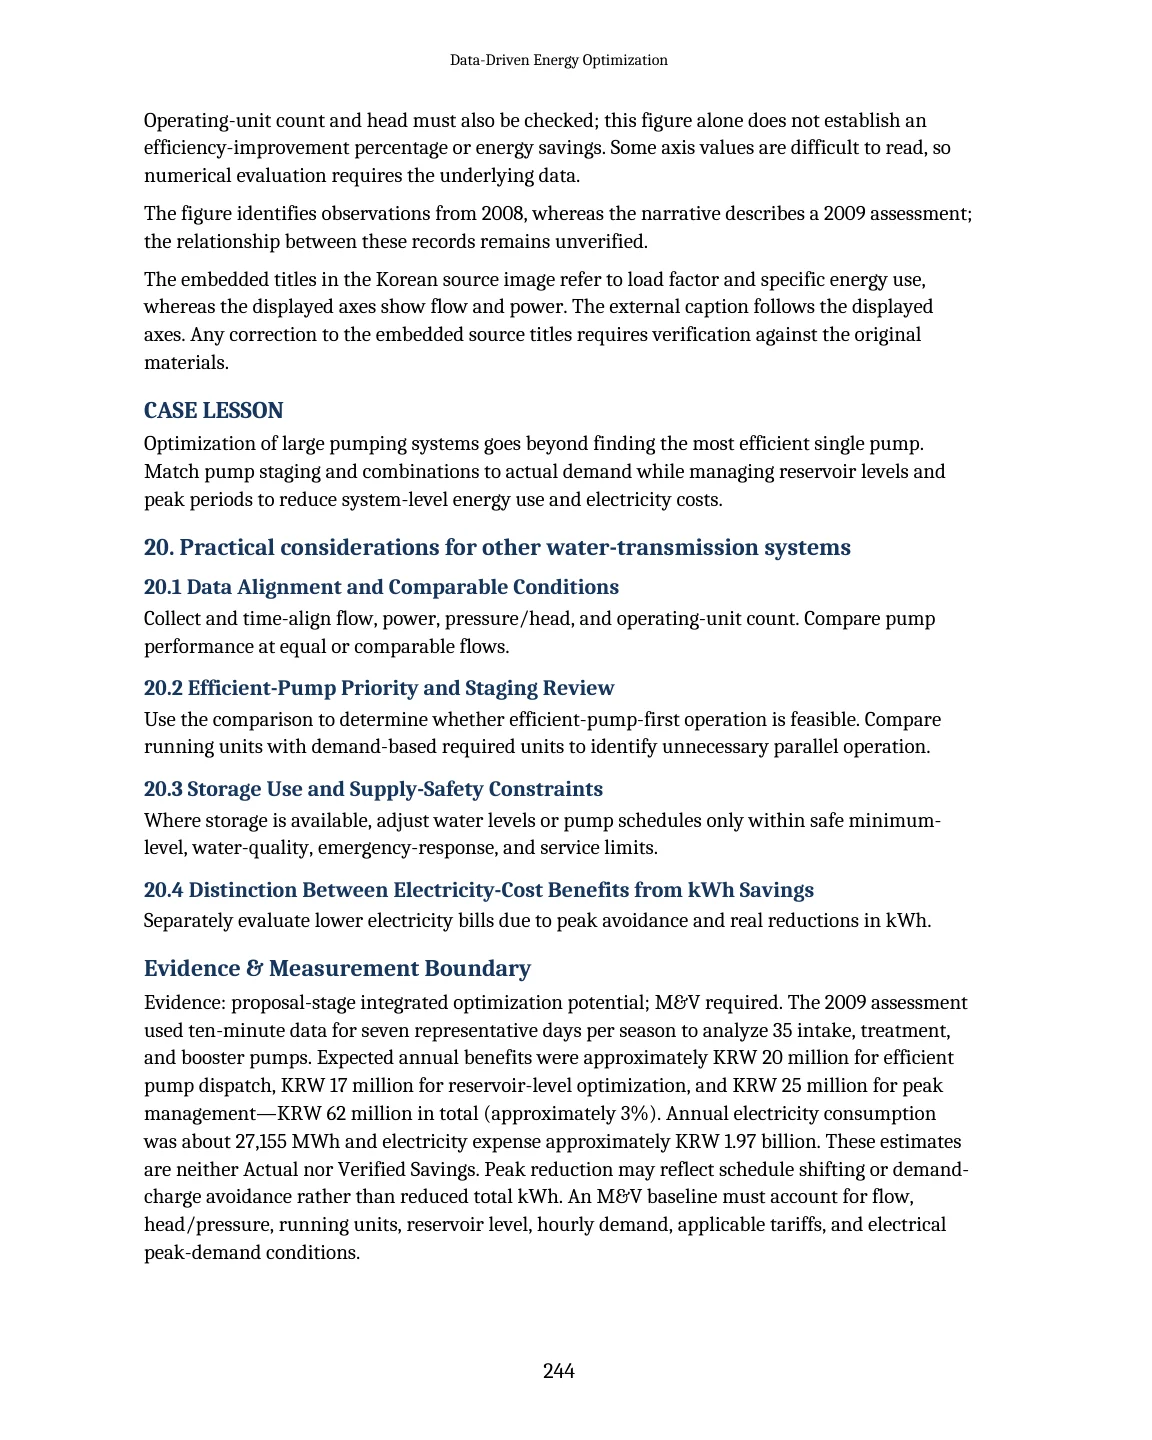 Data-Driven Energy Optimization
Operating-unit count and head must also be checked; this figure alone does not establish an
efficiency-improvement percentage or energy savings. Some axis values are difficult to read, so
numerical evaluation requires the underlying data.
The figure identifies observations from 2008, whereas the narrative describes a 2009 assessment;
the relationship between these records remains unverified.
The embedded titles in the Korean source image refer to load factor and specific energy use,
whereas the displayed axes show flow and power. The external caption follows the displayed
axes. Any correction to the embedded source titles requires verification against the original
materials.
CASE LESSON
Optimization of large pumping systems goes beyond finding the most efficient single pump.
Match pump staging and combinations to actual demand while managing reservoir levels and
peak periods to reduce system-level energy use and electricity costs.
20. Practical considerations for other water-transmission systems
20.1 Data Alignment and Comparable Conditions
Collect and time-align flow, power, pressure/head, and operating-unit count. Compare pump
performance at equal or comparable flows.
20.2 Efficient-Pump Priority and Staging Review
Use the comparison to determine whether efficient-pump-first operation is feasible. Compare
running units with demand-based required units to identify unnecessary parallel operation.
20.3 Storage Use and Supply-Safety Constraints
Where storage is available, adjust water levels or pump schedules only within safe minimum-
level, water-quality, emergency-response, and service limits.
20.4 Distinction Between Electricity-Cost Benefits from kWh Savings
Separately evaluate lower electricity bills due to peak avoidance and real reductions in kWh.
Evidence & Measurement Boundary
Evidence: proposal-stage integrated optimization potential; M&V required. The 2009 assessment
used ten-minute data for seven representative days per season to analyze 35 intake, treatment,
and booster pumps. Expected annual benefits were approximately KRW 20 million for efficient
pump dispatch, KRW 17 million for reservoir-level optimization, and KRW 25 million for peak
management—KRW 62 million in total (approximately 3%). Annual electricity consumption
was about 27,155 MWh and electricity expense approximately KRW 1.97 billion. These estimates
are neither Actual nor Verified Savings. Peak reduction may reflect schedule shifting or demand-
charge avoidance rather than reduced total kWh. An M&V baseline must account for flow,
head/pressure, running units, reservoir level, hourly demand, applicable tariffs, and electrical
peak-demand conditions.
244